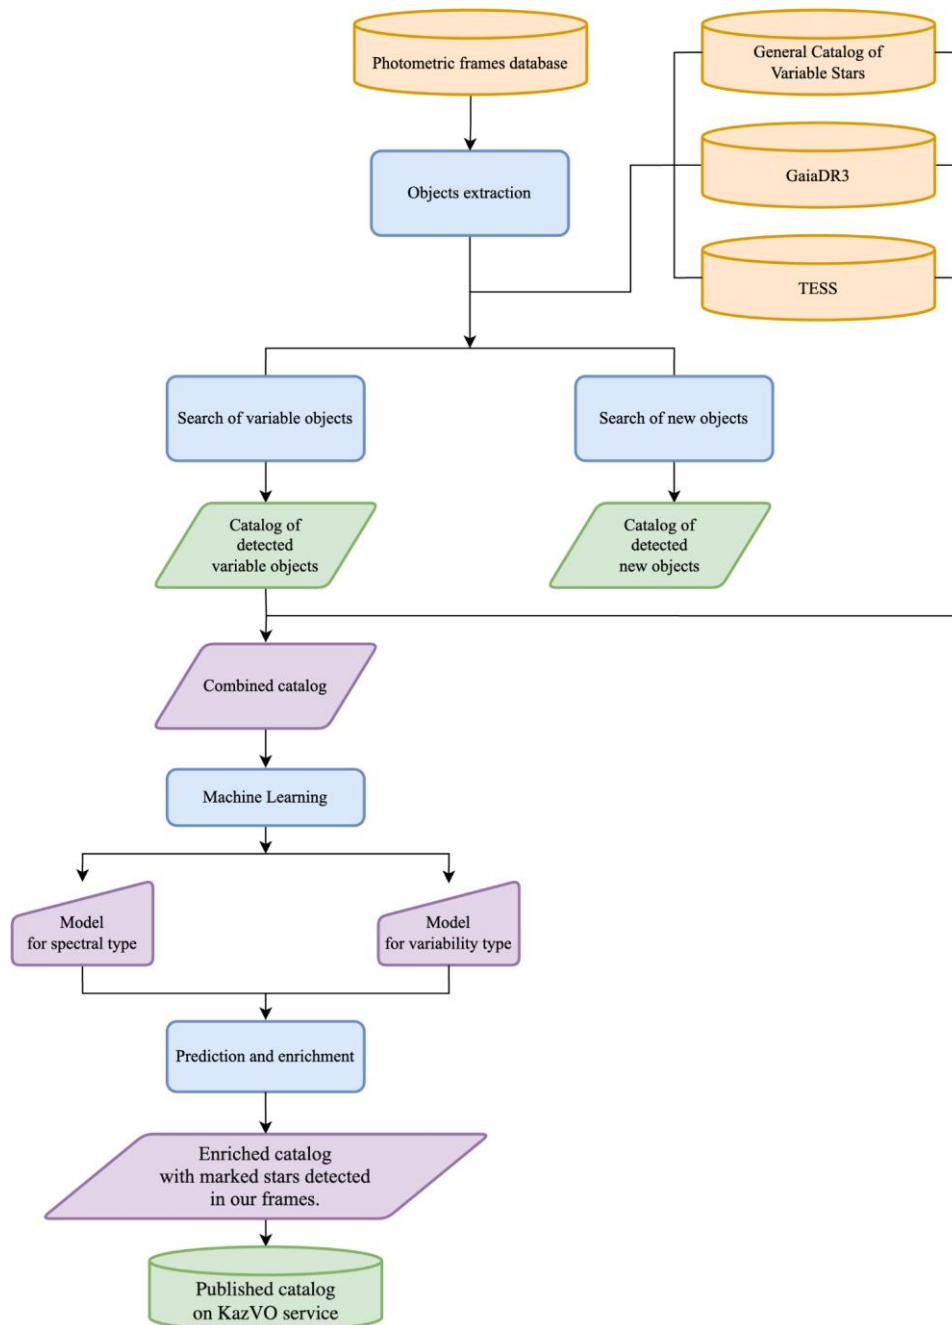 Photometric frames database
General Catalog of
Variable Stars
Objects extraction
GaiaDR3
TESS
Search of variable objects
Search of new objects
Catalog of
detected
variable objects
Catalog of
detected
new objects
Combined catalog
Machine Learning
Model
for spectral type
Model
for variability type
Prediction and enrichment
Enriched catalog
with marked stars detected
in our frames.
Published catalog
on KazVO service